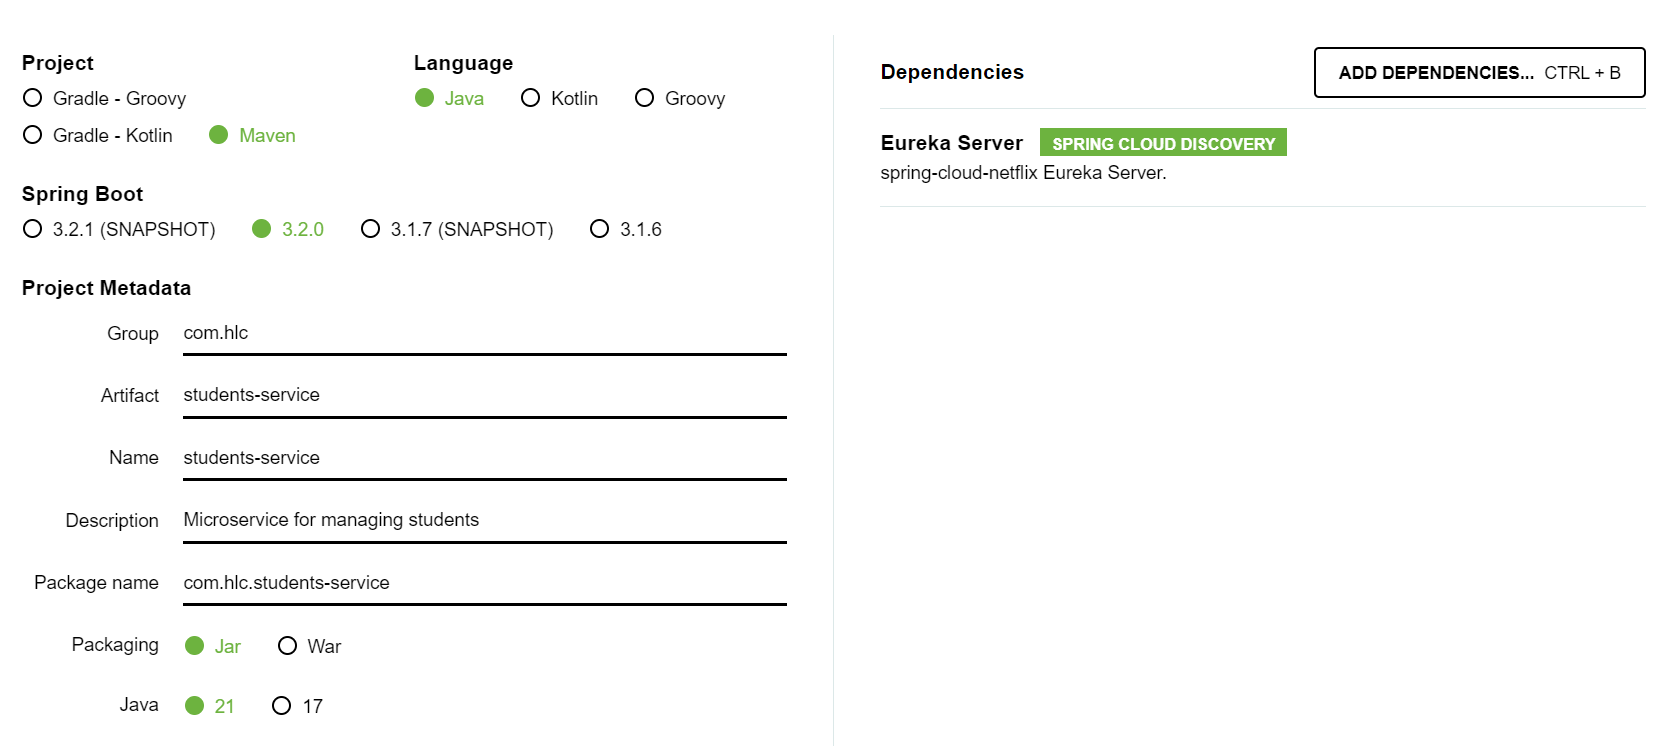 Project
Gradle - Groovy
Gradle - Kotlin Maven
Language
Java Kotlin Groovy
Spring Boot
3.2.1 (SNAPSHOT) 3.2.0 3.1.7 (SNAPSHOT) 3.1.6
Project Metadata
Group com.hlc
Artifact students-service
Name students-service
Description Microservice for managing students
Package name com.hlc.students-service
Packaging Jar War
Java 21 17
Dependencies
ADD DEPENDENCIES... CTRL + B
Eureka Server SPRING CLOUD DISCOVERY
spring-cloud-netflix Eureka Server.